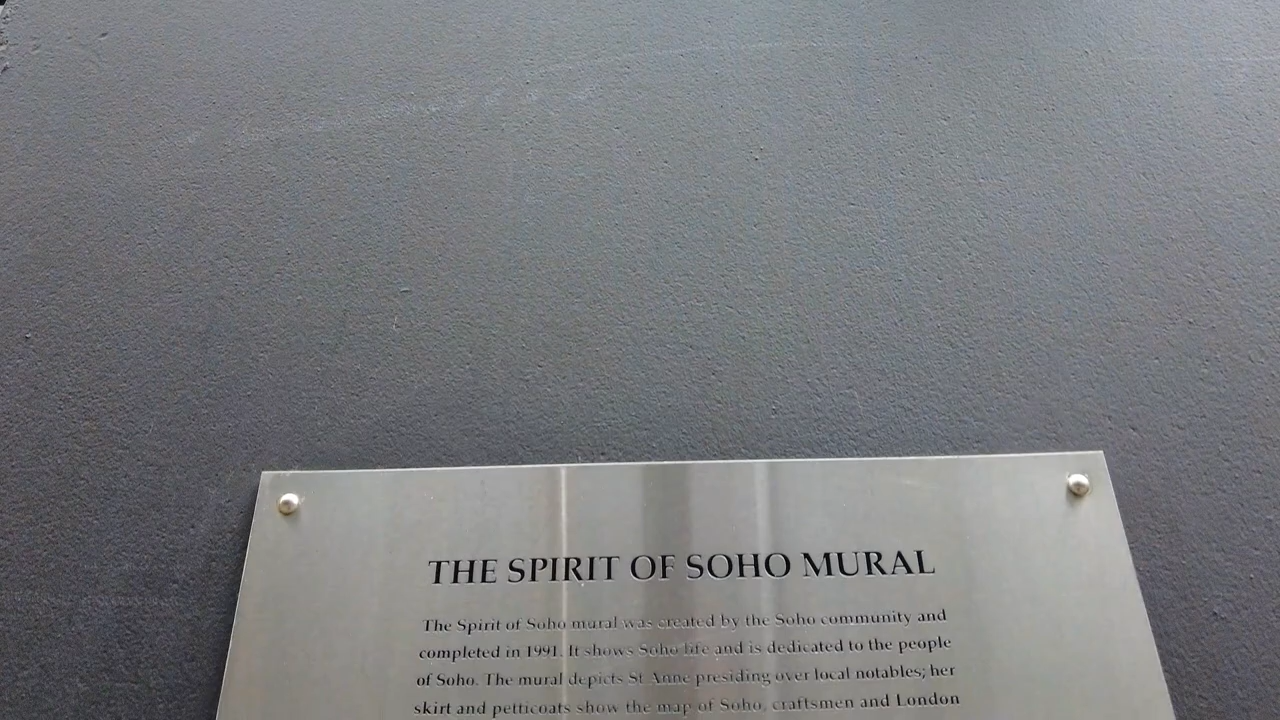 THE SPIRIT OF SOHO MURAL
The Spirit of Soho mural was created by the Soho community and
completed in 1991. It shows Soho life and is dedicated to the people
of Soho. The mural depicts St Anne presiding over local notables; her
skirt and petticoats show the map of Soho, craftsmen and London